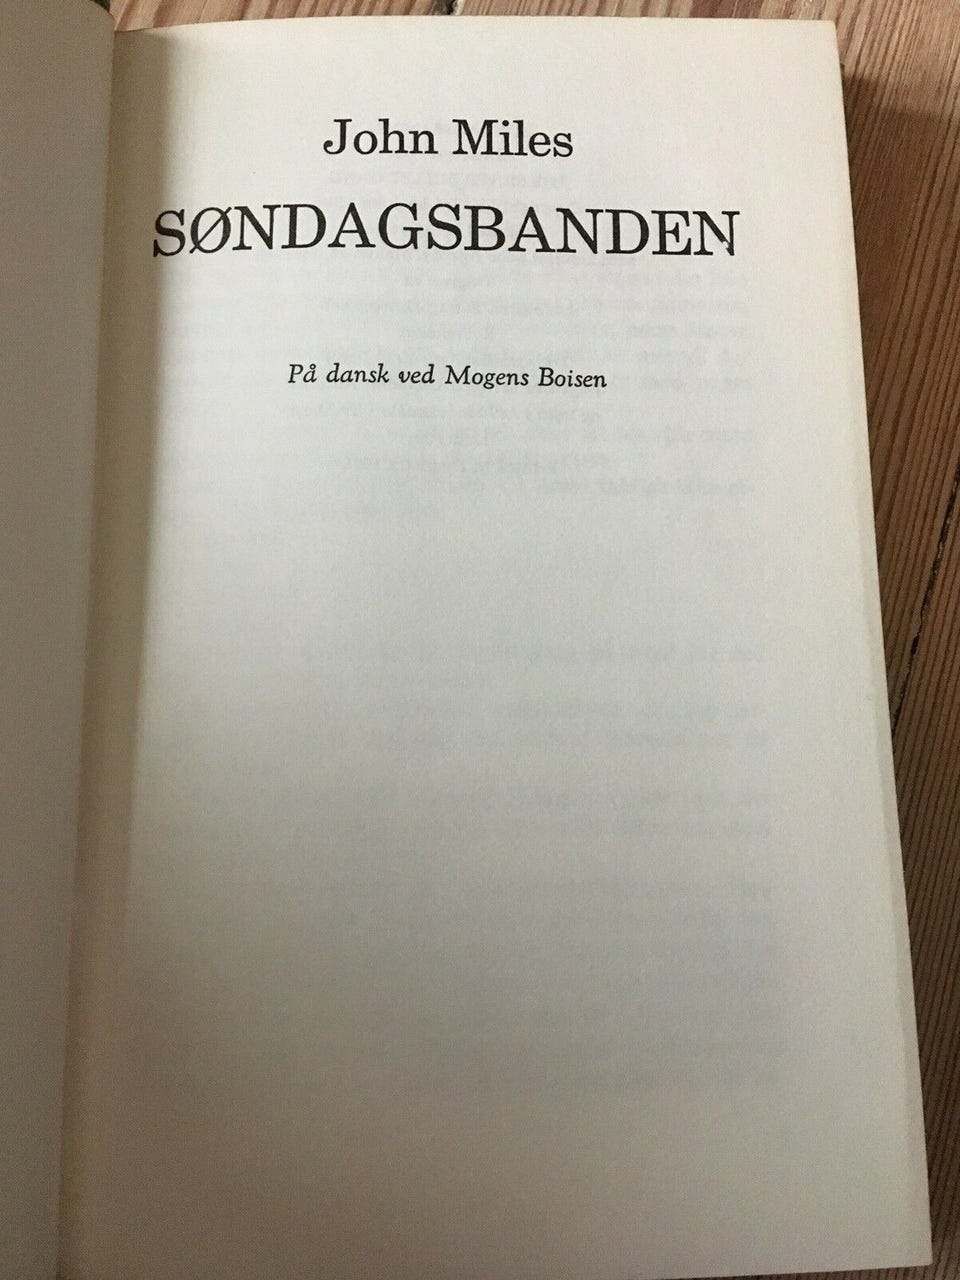 John Miles
SØNDAGSBANDEN
På dansk ved Mogens Boisen